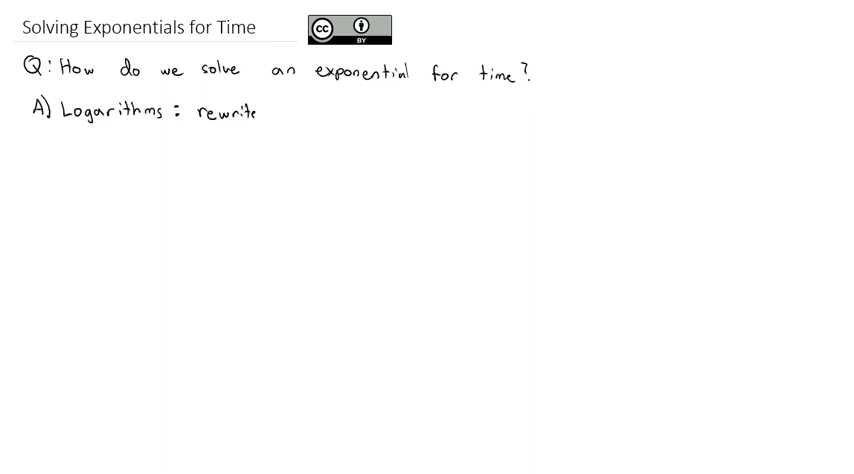 Solving Exponentials for Time
cc BY
Q: How do we solve an exponential for time?
A) Logarithms: rewrite